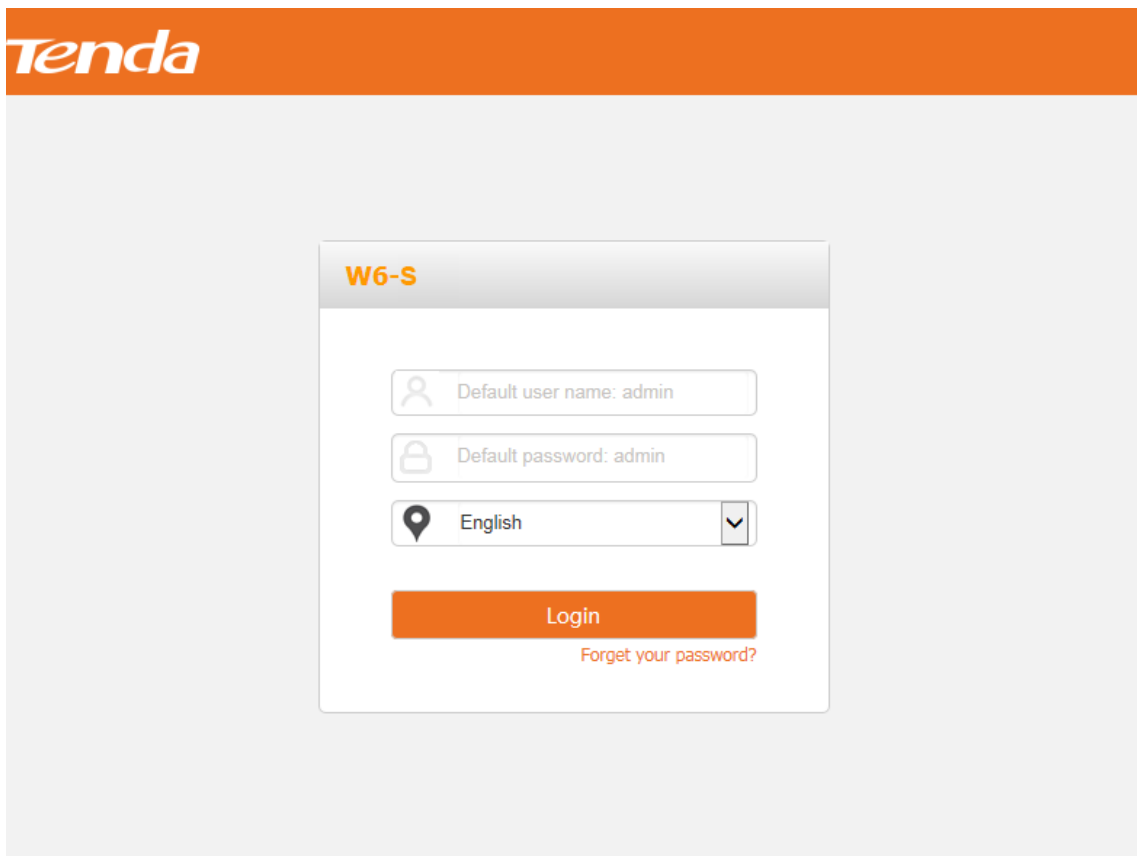 Tenda
W6-S
Default user name: admin
Default password: admin
English
Login
Forget your password?